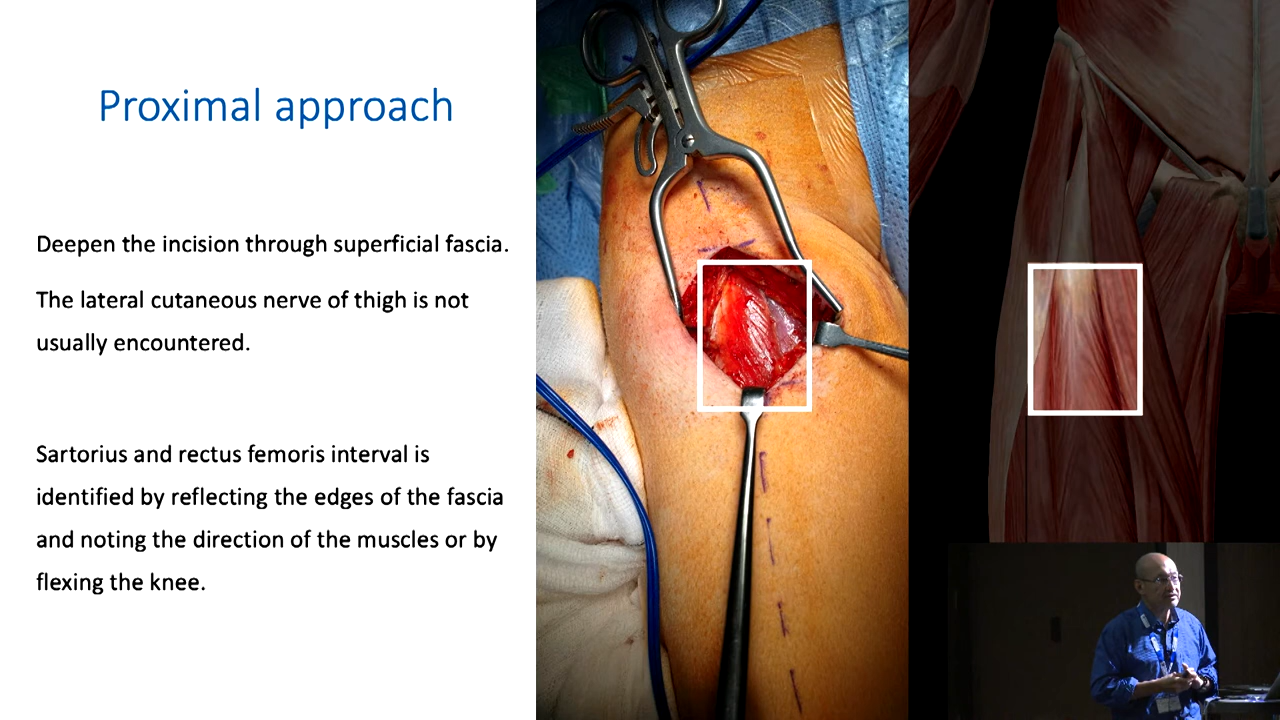 Proximal approach
Deepen the incision through superficial fascia.
The lateral cutaneous nerve of thigh is not
usually encountered.
Sartorius and rectus femoris interval is
identified by reflecting the edges of the fascia
and noting the direction of the muscles or by
flexing the knee.